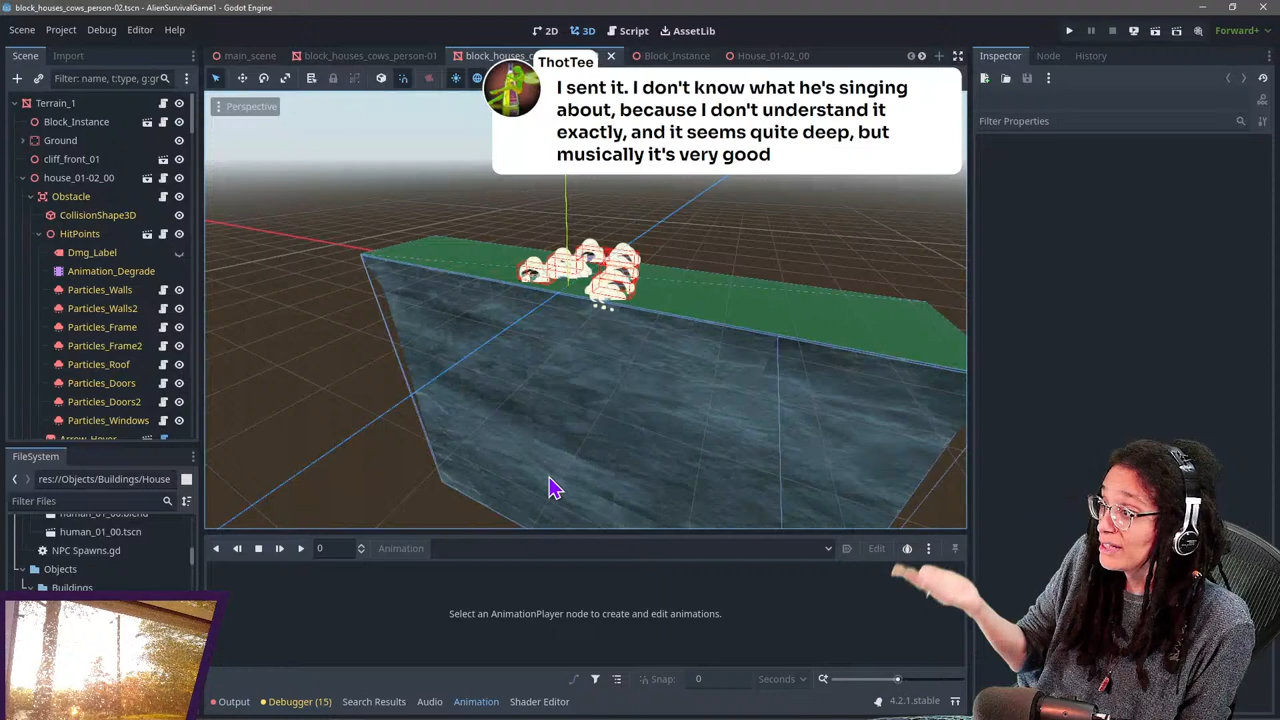 block_houses_cows_person-02.tscn - AlienSurvivalGame1 - Godot Engine
Scene Project Debug Editor Help
2D 3D Script AssetLib
Forward+
Scene Import
main_scene block_houses_cows_person-01 block_houses_c Block_Instance House_01-02_00
Inspector Node History
Filter: name, t:type, g:gr
ThotTee
I sent it. I don't know what he's singing
about, because I don't understand it
exactly, and it seems quite deep, but
musically it's very good
Perspective
Filter Properties
Terrain_1
Block_Instance
Ground
cliff_front_01
house_01-02_00
Obstacle
CollisionShape3D
HitPoints
Dmg_Label
Animation_Degrade
Particles_Walls
Particles_Walls2
Particles_Frame
Particles_Frame2
Particles_Roof
Particles_Doors
Particles_Doors2
Particles_Windows
Arrow_Hover
FileSystem
res://Objects/Buildings/House
Filter Files
human_01_00.blend
human_01_00.tscn
NPC Spawns.gd
Objects
Buildings
0 Animation Edit
Select an AnimationPlayer node to create and edit animations.
Snap: 0 Seconds
Output Debugger (15) Search Results Audio Animation Shader Editor
4.2.1.stable